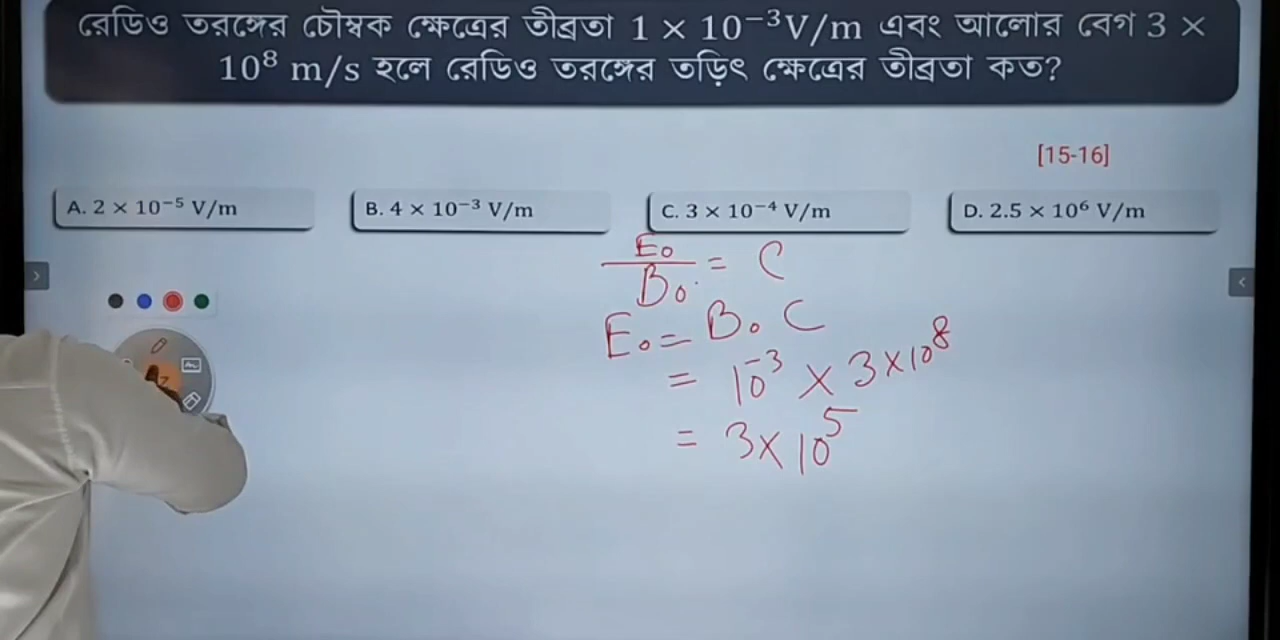 রেডিও তরঙ্গের চৌম্বক ক্ষেত্রের তীব্রতা 1 × 10⁻³V/m এবং আলোর বেগ 3 ×
10⁸ m/s হলে রেডিও তরঙ্গের তড়িৎ ক্ষেত্রের তীব্রতা কত?
[15-16]
A. 2 × 10⁻⁵ V/m B. 4 × 10⁻³ V/m C. 3 × 10⁻⁴ V/m D. 2.5 × 10⁶ V/m
E₀/B₀ = C
E₀ = B₀ C
= 10⁻³ × 3×10⁸
= 3×10⁵